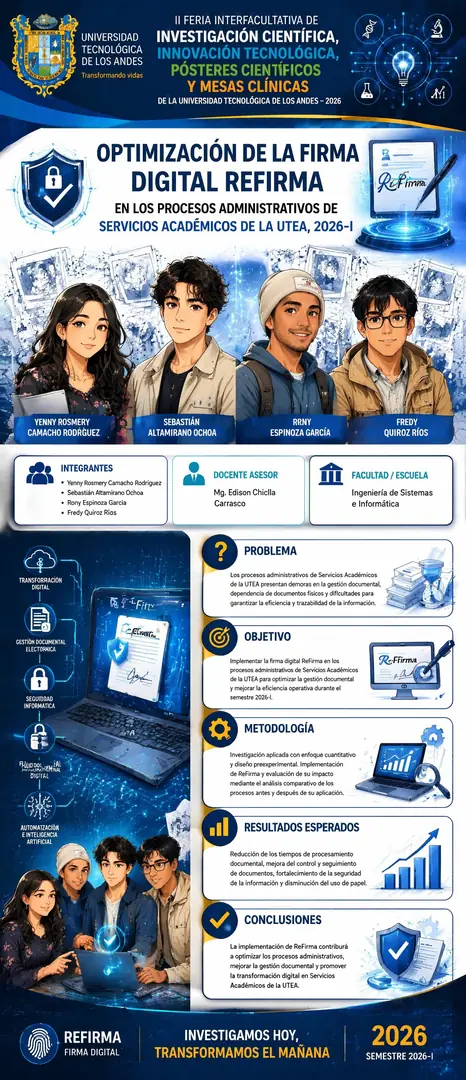 UNIVERSIDAD
TECNOLÓGICA
DE LOS ANDES
Transformando vidas
II FERIA INTERFACULTATIVA DE
INVESTIGACIÓN CIENTÍFICA,
INNOVACIÓN TECNOLÓGICA,
PÓSTERES CIENTÍFICOS
Y MESAS CLÍNICAS
DE LA UNIVERSIDAD TECNOLÓGICA DE LOS ANDES – 2026
OPTIMIZACIÓN DE LA FIRMA
DIGITAL REFIRMA
EN LOS PROCESOS ADMINISTRATIVOS DE
SERVICIOS ACADÉMICOS DE LA UTEA, 2026-I
ReFirma
YENNY ROSMERY
CAMACHO RODRGUEZ
SEBASTIÁN
ALTAMIRANO OCHOA
RRNY
ESPINOZA GARCÍA
FREDY
QUIROZ RÍOS
INTEGRANTES
• Yenny Rosmery Camacho Rodríguez
• Sebastián Altamirano Ochoa
• Rony Espinoza García
• Fredy Quiroz Ríos
DOCENTE ASESOR
Mg. Edison Chiclla
Carrasco
FACULTAD / ESCUELA
Ingeniería de Sistemas
e Informática
TRANSFORMACIÓN
DIGITAL
GESTIÓN DOCUMENTAL
ELECTRÓNICA
SEGURIDAD
INFORMÁTICA
DIGITAL
AUTOMATIZACIÓN
E INTELIGENCIA
ARTIFICIAL
PROBLEMA
Los procesos administrativos de Servicios Académicos
de la UTEA presentan demoras en la gestión documental,
dependencia de documentos físicos y dificultades para
garantizar la eficiencia y trazabilidad de la información.
OBJETIVO
Implementar la firma digital ReFirma en los
procesos administrativos de Servicios Académicos
de la UTEA para optimizar la gestión documental
y mejorar la eficiencia operativa durante el
semestre 2026-I.
ReFirma
METODOLOGÍA
Investigación aplicada con enfoque cuantitativo
y diseño preexperimental. Implementación
de ReFirma y evaluación de su impacto
mediante el análisis comparativo de los
procesos antes y después de su aplicación.
RESULTADOS ESPERADOS
Reducción de los tiempos de procesamiento
documental, mejora del control y seguimiento
de documentos, fortalecimiento de la seguridad
de la información y disminución del uso de papel.
CONCLUSIONES
La implementación de ReFirma contribuirá
a optimizar los procesos administrativos,
mejorar la gestión documental y promover
la transformación digital en Servicios
Académicos de la UTEA.
REFIRMA
FIRMA DIGITAL
INVESTIGAMOS HOY,
TRANSFORMAMOS EL MAÑANA
2026
SEMESTRE 2026-I